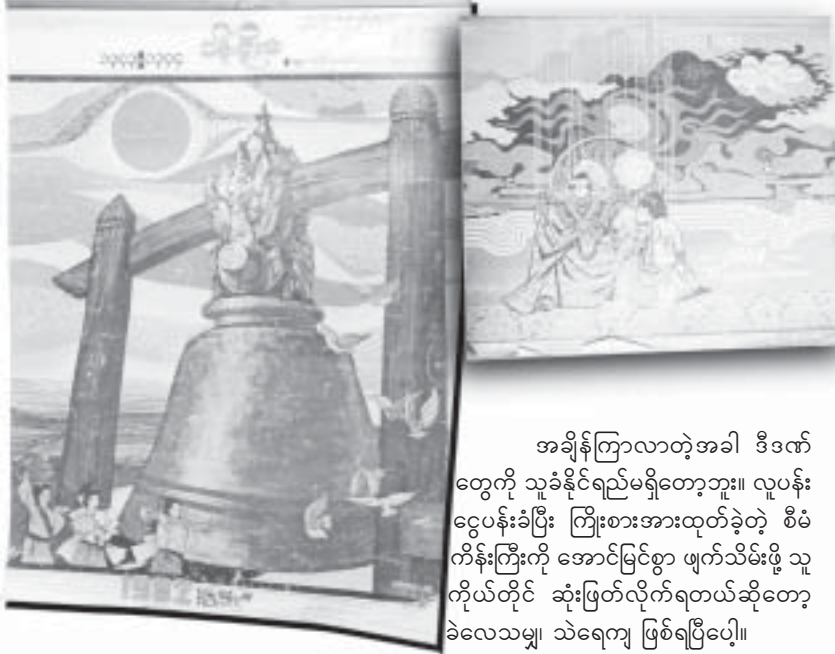 အချိန်ကြာလာတဲ့အခါ ဒီဒဏ်
တွေကို သူခံနိုင်ရည်မရှိတော့ဘူး။ လူပန်း
ငွေပန်းခံပြီး ကြိုးစားအားထုတ်ခဲ့တဲ့ စီမံ
ကိန်းကြီးကို အောင်မြင်စွာ ဖျက်သိမ်းဖို့ သူ
ကိုယ်တိုင် ဆုံးဖြတ်လိုက်ရတယ်ဆိုတော့
ခဲလေသမျှ သဲရေကျ ဖြစ်ရပြီပေါ့။